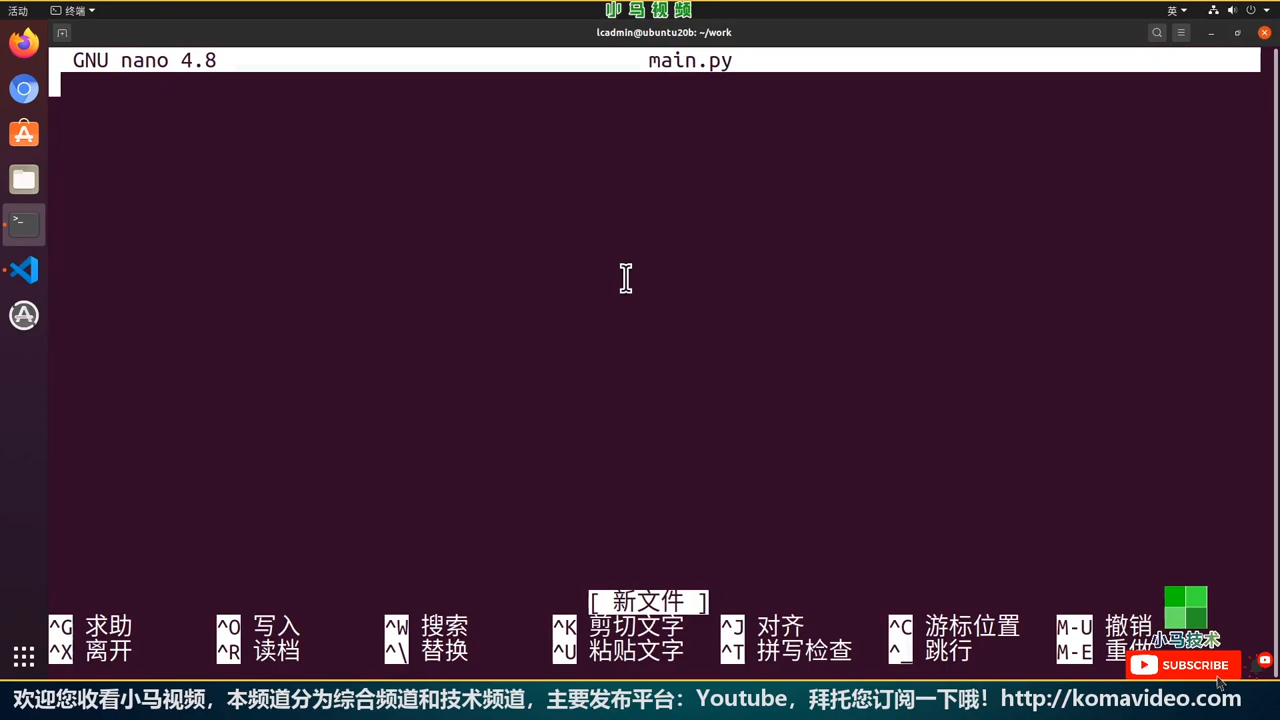 活动 终端 小马视频 英
lcadmin@ubuntu20b: ~/work
GNU nano 4.8 main.py
[ 新文件 ]
^G 求助 ^O 写入 ^W 搜索 ^K 剪切文字 ^J 对齐 ^C 游标位置 M-U 撤销
^X 离开 ^R 读档 ^\ 替换 ^U 粘贴文字 ^T 拼写检查 ^_ 跳行 M-E 重做
小马技术
SUBSCRIBE
欢迎您收看小马视频，本频道分为综合频道和技术频道，主要发布平台：Youtube，拜托您订阅一下哦！http://komavideo.com